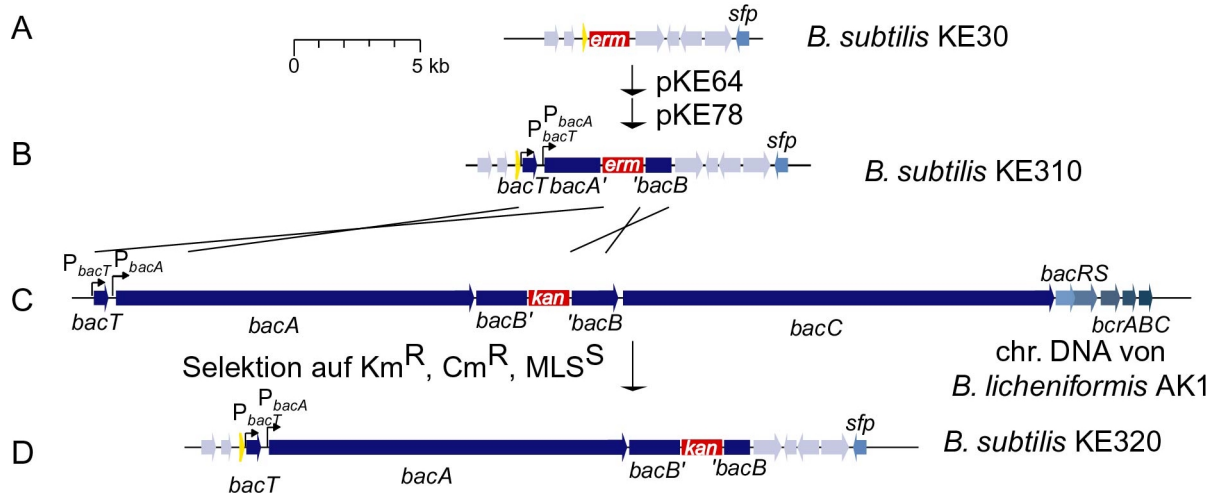 A
sfp
erm
B. subtilis KE30
0
5 kb
pKE64
pKE78
P bacA
P bacT
B
sfp
erm
bacT bacA' 'bacB
B. subtilis KE310
P bacT P bacA
C
kan
bacRS
bacT
bacA
bacB' 'bacB
bacC
bcrABC
Selektion auf Km^R, Cm^R, MLS^S
chr. DNA von
B. licheniformis AK1
P bacA
P bacT
D
sfp
kan
B. subtilis KE320
bacT
bacA
bacB' 'bacB